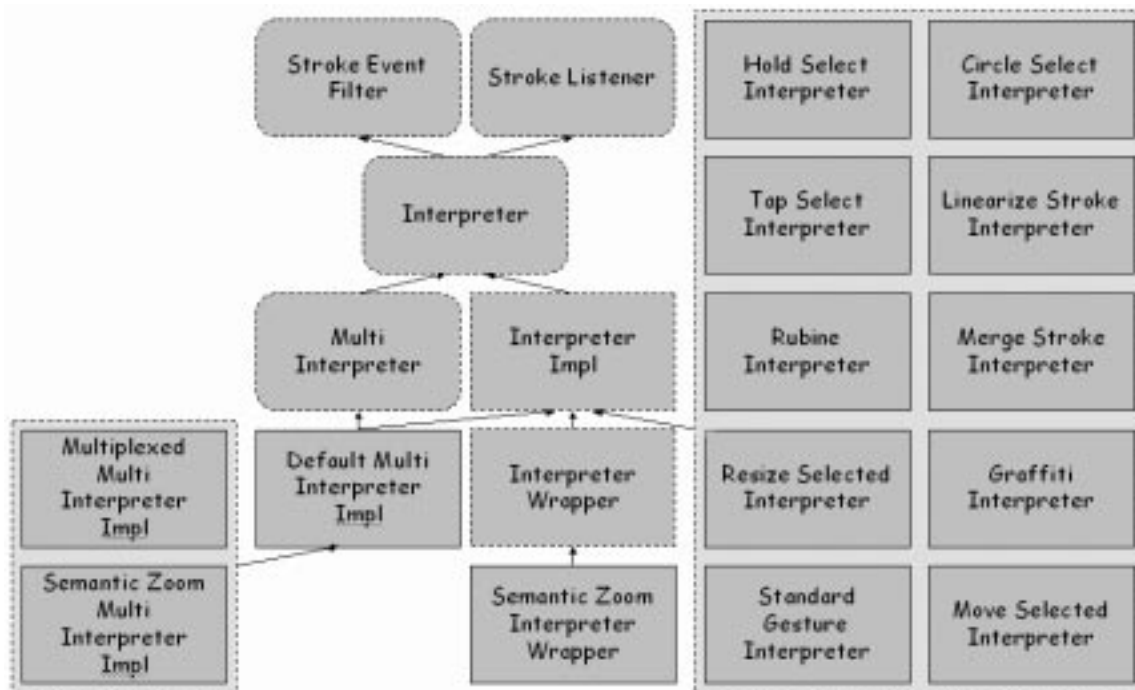 Stroke Event
Filter
Stroke Listener
Hold Select
Interpreter
Circle Select
Interpreter
Interpreter
Tap Select
Interpreter
Linearize Stroke
Interpreter
Multi
Interpreter
Interpreter
Impl
Rubine
Interpreter
Merge Stroke
Interpreter
Multiplexed
Multi
Interpreter
Impl
Default Multi
Interpreter
Impl
Interpreter
Wrapper
Resize Selected
Interpreter
Graffiti
Interpreter
Semantic Zoom
Multi
Interpreter
Impl
Semantic Zoom
Interpreter
Wrapper
Standard
Gesture
Interpreter
Move Selected
Interpreter